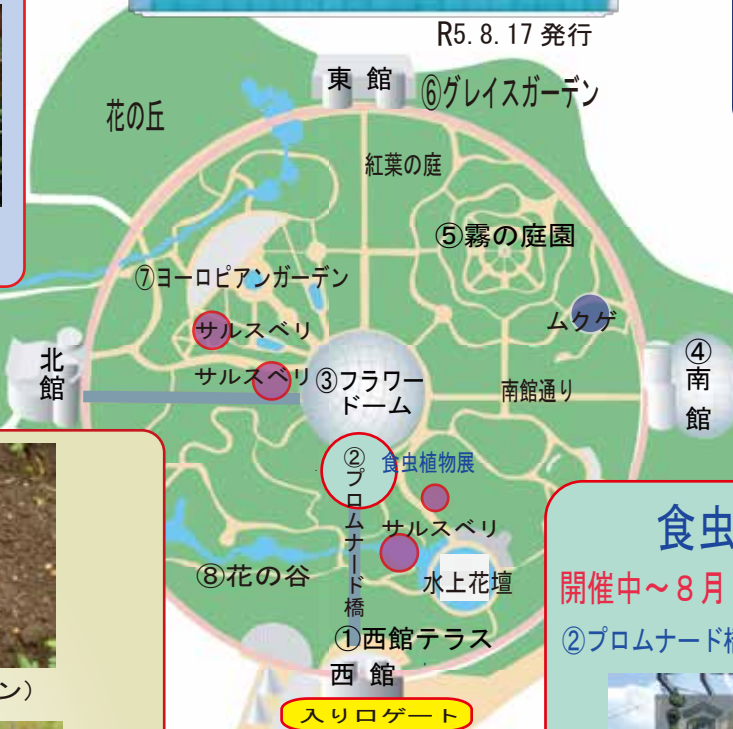 R5.8.17 発行
東 館
⑥グレイスガーデン
花の丘
紅葉の庭
⑤霧の庭園
⑦ヨーロピアンガーデン
サルスベリ
ムクゲ
北館
サルスベリ
③フラワー
ドーム
南館通り
④南館
②プロムナード橋
食虫植物展
サルスベリ
⑧花の谷
水上花壇
①西館テラス
西 館
入り口ゲート
食虫
開催中～8月
②プロムナード
ン）